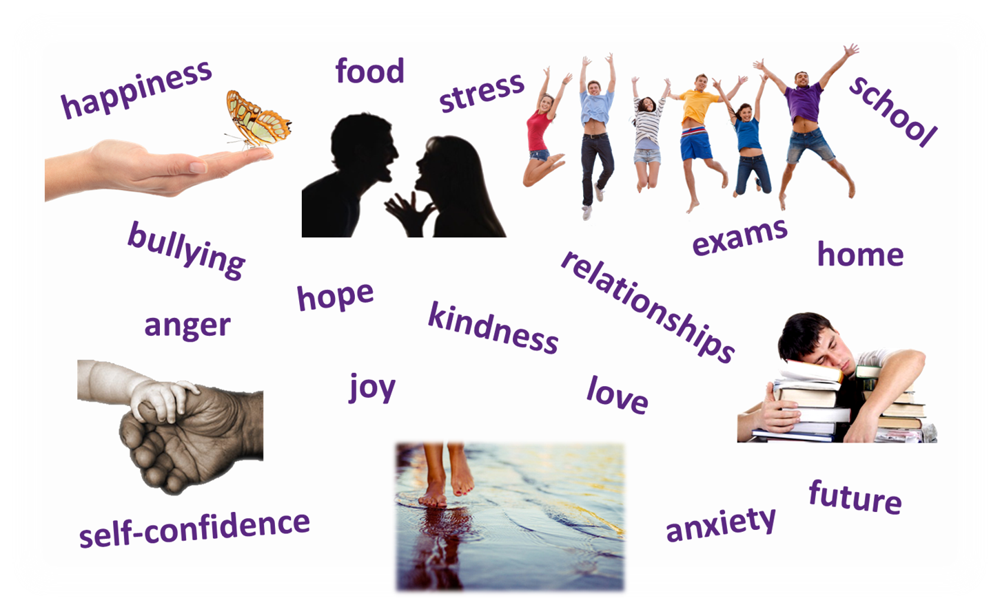 happiness
food
stress
school
bullying
exams
home
hope
relationships
anger
kindness
joy
love
self-confidence
anxiety
future